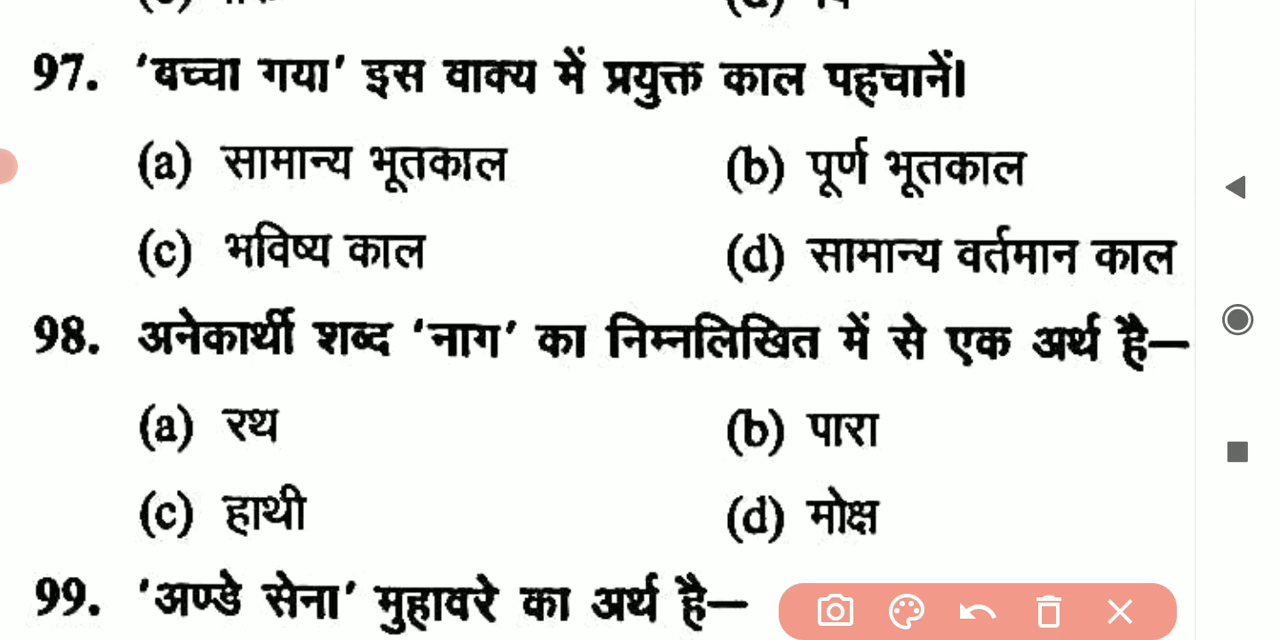 97. 'बच्चा गया' इस वाक्य में प्रयुक्त काल पहचानें।
(a) सामान्य भूतकाल (b) पूर्ण भूतकाल
(c) भविष्य काल (d) सामान्य वर्तमान काल
98. अनेकार्थी शब्द 'नाग' का निम्नलिखित में से एक अर्थ है—
(a) रथ (b) पारा
(c) हाथी (d) मोक्ष
99. 'अण्डे सेना' मुहावरे का अर्थ है—